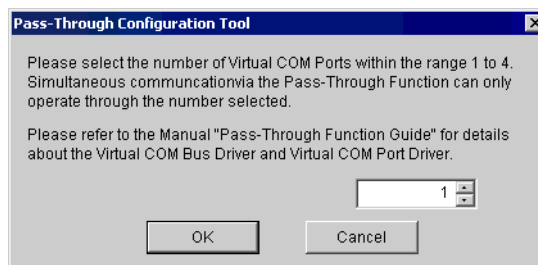 Pass-Through Configuration Tool
Please select the number of Virtual COM Ports within the range 1 to 4.
Simultaneous communcationvia the Pass-Through Function can only
operate through the number selected.
Please refer to the Manual "Pass-Through Function Guide" for details
about the Virtual COM Bus Driver and Virtual COM Port Driver.
1
OK Cancel